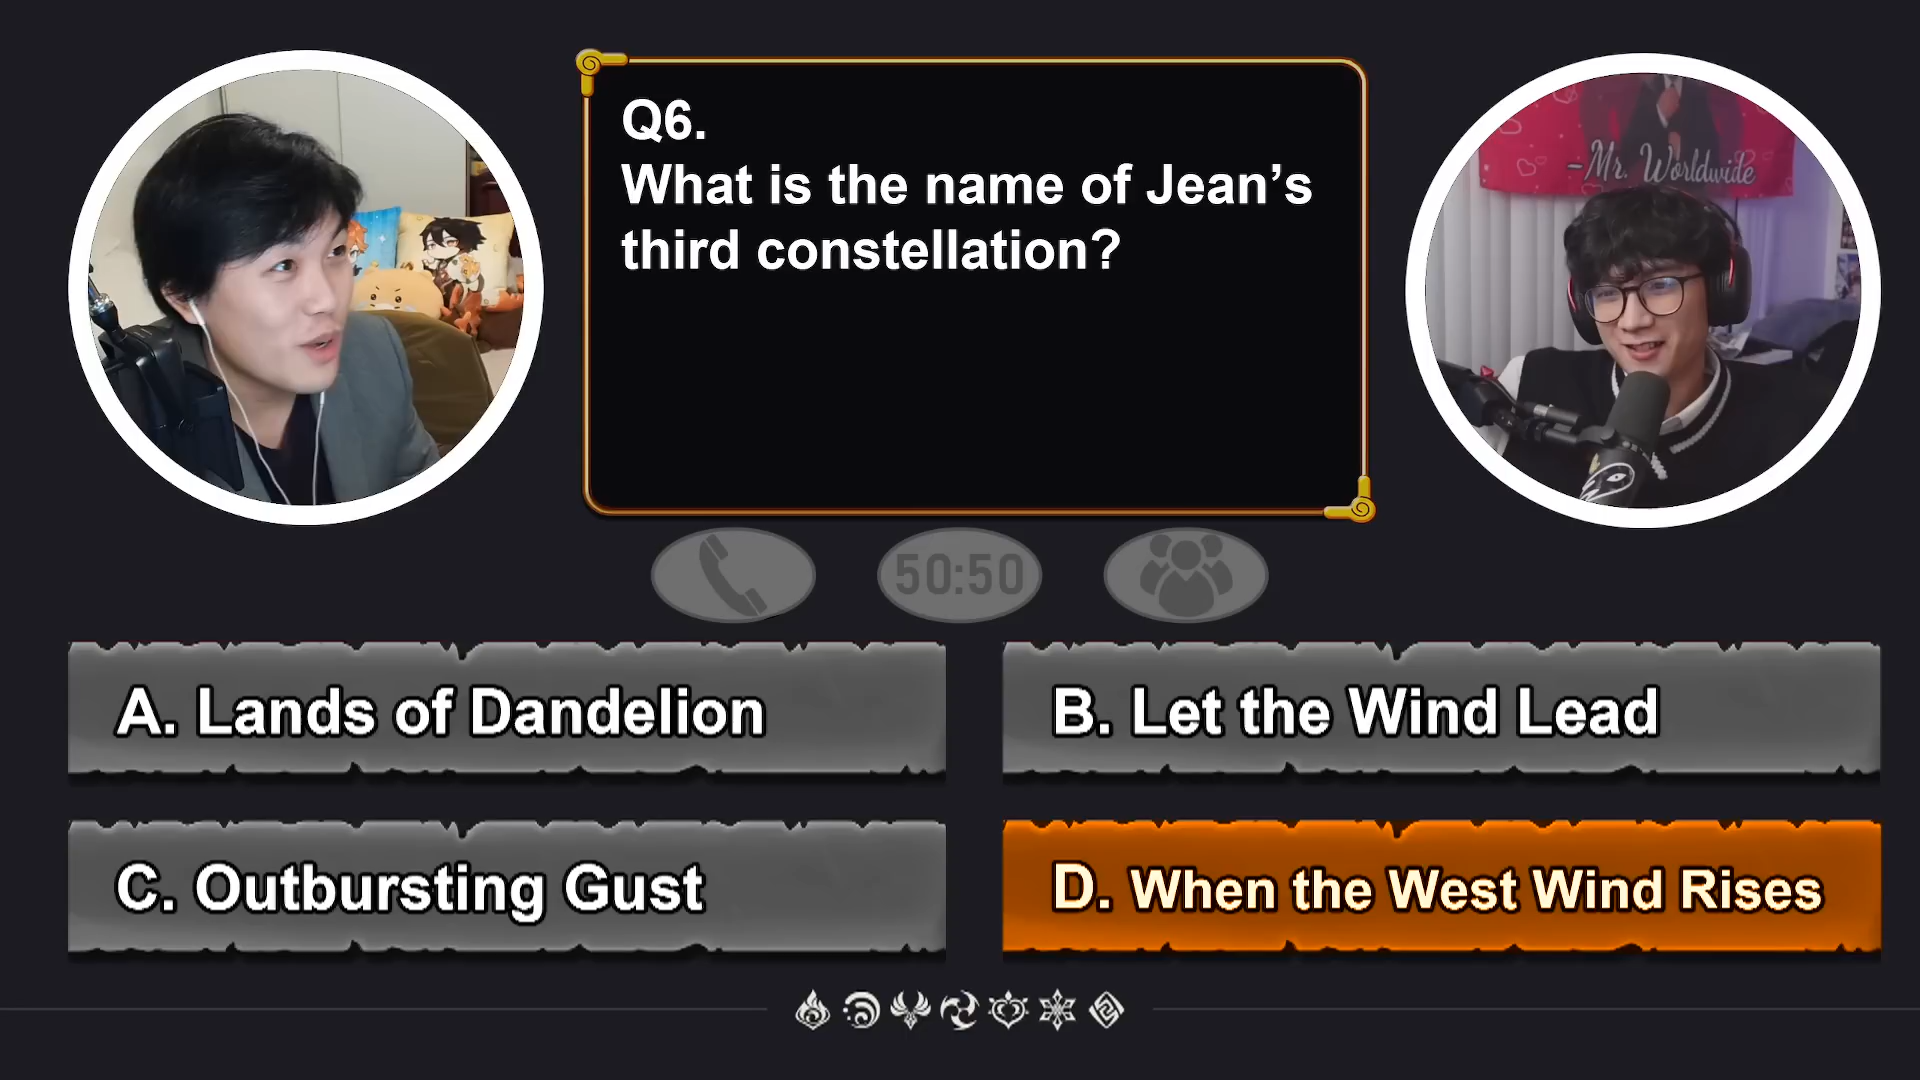 -Mr. Worldwide
Q6.
What is the name of Jean’s
third constellation?
50:50
A. Lands of Dandelion
B. Let the Wind Lead
C. Outbursting Gust
D. When the West Wind Rises